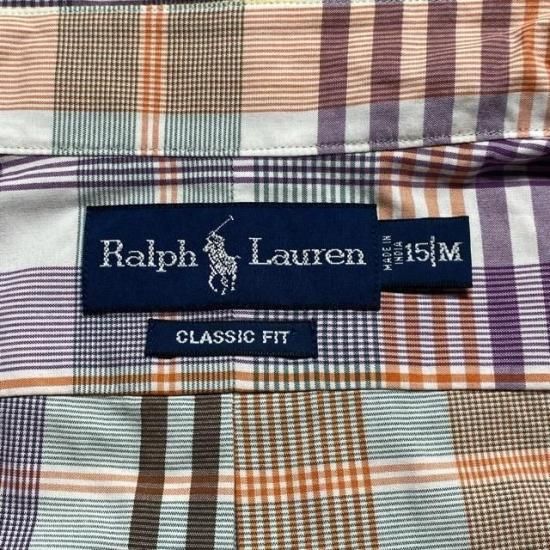 Ralph Lauren
MADE IN
INDIA
15 M
CLASSIC FIT